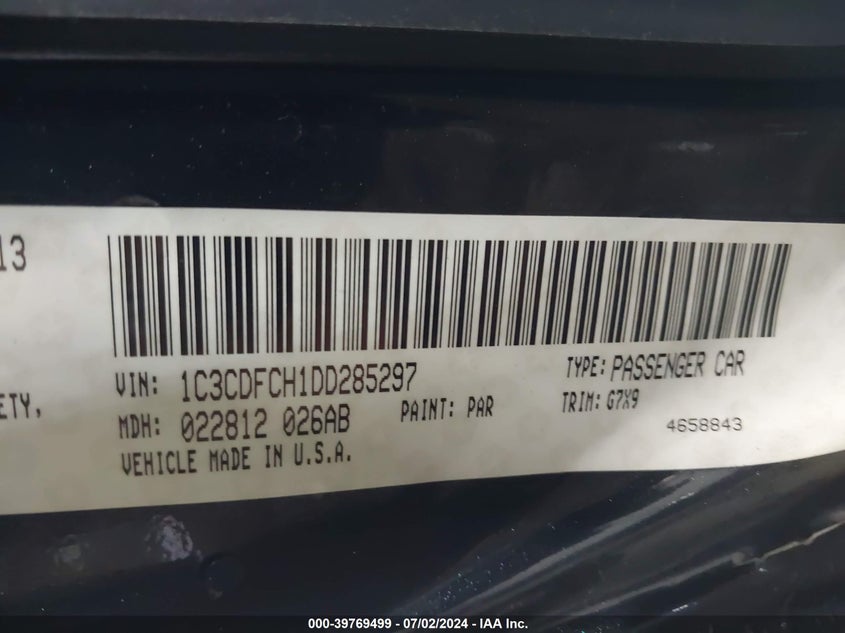 13
VIN: 1C3CDFCH1DD285297 TYPE: PASSENGER CAR
ETY, MDH: 022812 026AB PAINT: PAR TRIM: G7X9
VEHICLE MADE IN U.S.A. 4658843
000-39769499 - 07/02/2024 - IAA Inc.